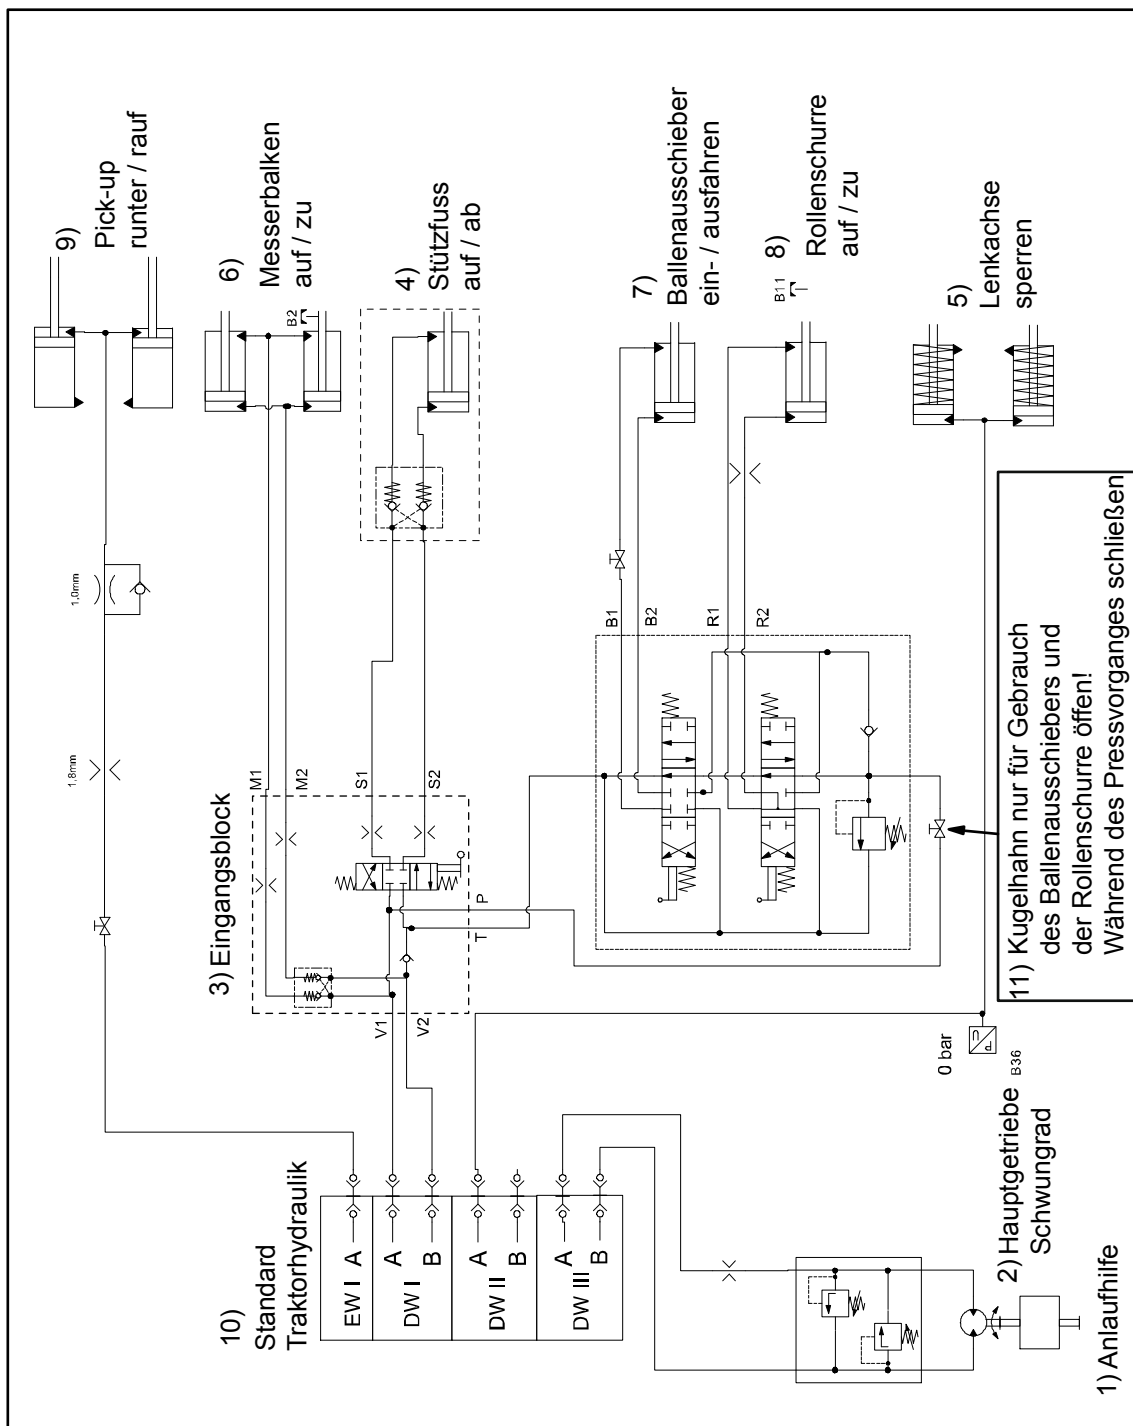 9)
Pick-up
runter / rauf
6)
Messerbalken
auf / zu
B2
4)
Stützfuss
auf / ab
7)
Ballenausschieber
ein- / ausfahren
8)
Rollenschurre
auf / zu
B11
5)
Lenkachse
sperren
1,0mm
1,8mm
3) Eingangsblock
M1
M2
S1
S2
P
T
V1
V2
B1
B2
R1
R2
11) Kugelhahn nur für Gebrauch
des Ballenausschiebers und
der Rollenschurre öffen!
Während des Pressvorganges schließen
0 bar
B36
p
U
10)
Standard
Traktorhydraulik
EW I A
DW I A
B
DW II A
B
DW III A
B
2) Hauptgetriebe
Schwungrad
1) Anlaufhilfe